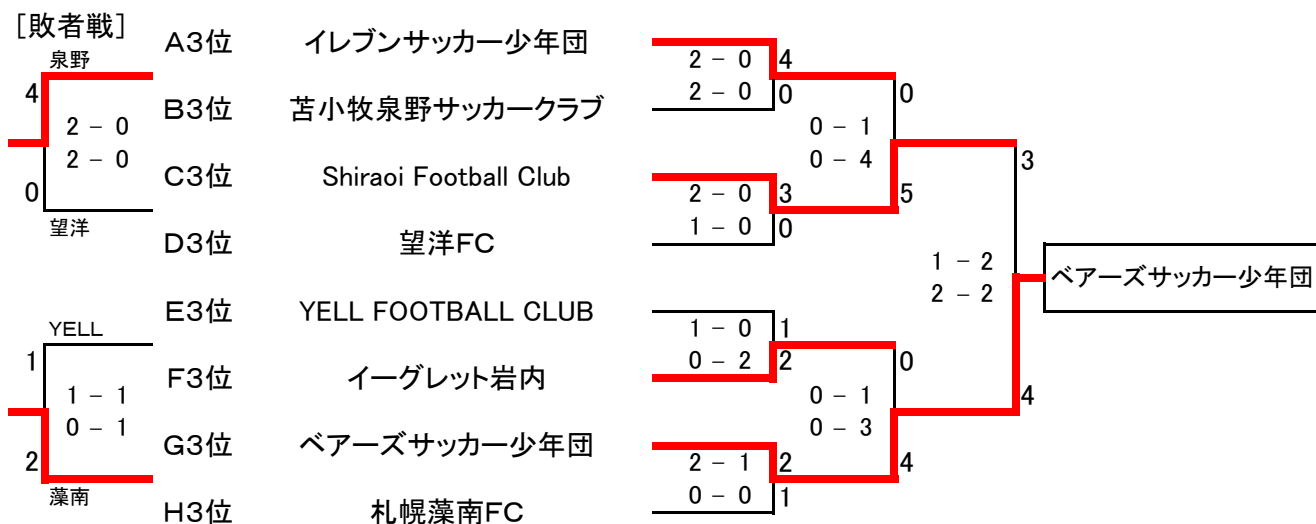 [敗者戦]
泉野
4
2 - 0
2 - 0
0
望洋
YELL
1
1 - 1
0 - 1
2
藻南
A3位 イレブンサッカー少年団
B3位 苫小牧泉野サッカークラブ
C3位 Shiraoi Football Club
D3位 望洋FC
E3位 YELL FOOTBALL CLUB
F3位 イーグレット岩内
G3位 ベアーズサッカー少年団
H3位 札幌藻南FC
2 - 0 4
2 - 0 0
2 - 0 3
1 - 0 0
1 - 0 1
0 - 2 2
2 - 1 2
0 - 0 1
0
0 - 1
0 - 4
5
0
0 - 1
0 - 3
4
3
1 - 2
2 - 2
4
ベアーズサッカー少年団